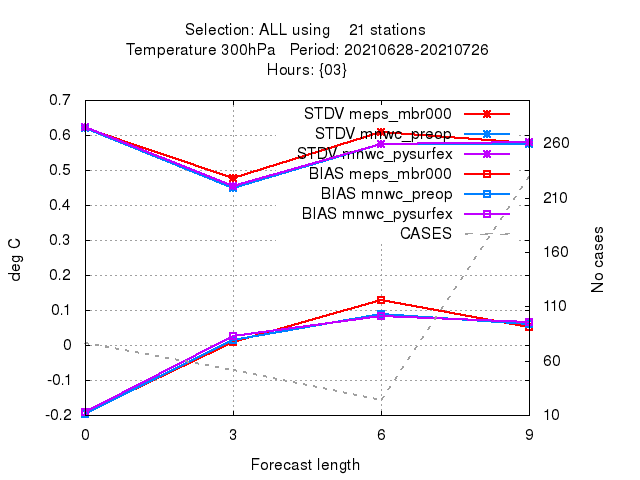 Selection: ALL using 21 stations
Temperature 300hPa Period: 20210628-20210726
Hours: {03}
0.7
0.6
0.5
0.4
0.3
0.2
0.1
0
-0.1
-0.2
deg C
STDV meps_mbr000
STDV mnwc_preop
STDV mnwc_pysurfex
BIAS meps_mbr000
BIAS mnwc_preop
BIAS mnwc_pysurfex
CASES
260
210
160
110
60
10
No cases
0 3 6 9
Forecast length